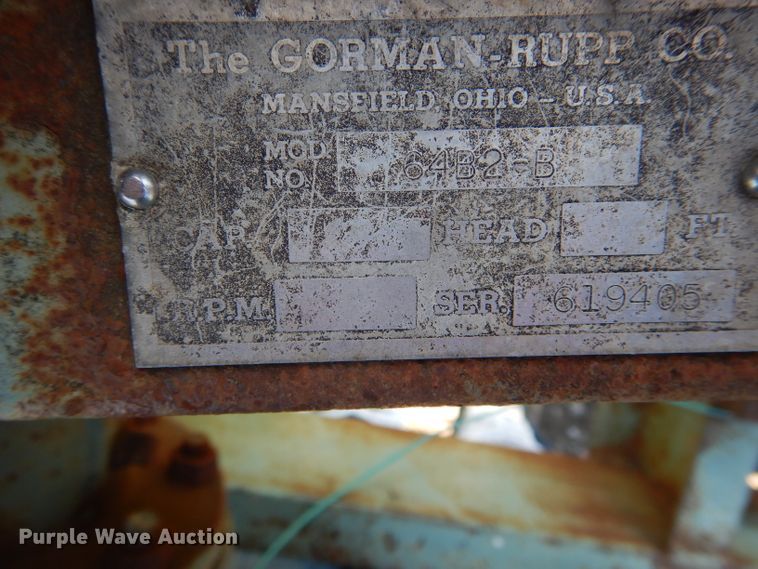 The GORMAN-RUPP CO.
MANSFIELD, OHIO - U.S.A.
MOD. NO. 64B2-B
CAP. HEAD FT.
R.P.M. SER. 619405
Purple Wave Auction